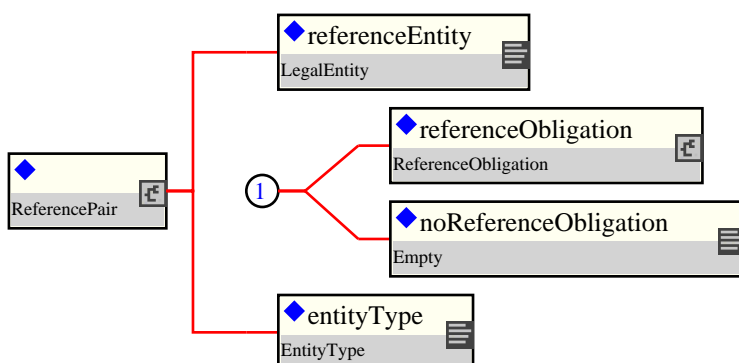 referenceEntity
LegalEntity
referenceObligation
ReferenceObligation
ReferencePair
1
noReferenceObligation
Empty
entityType
EntityType